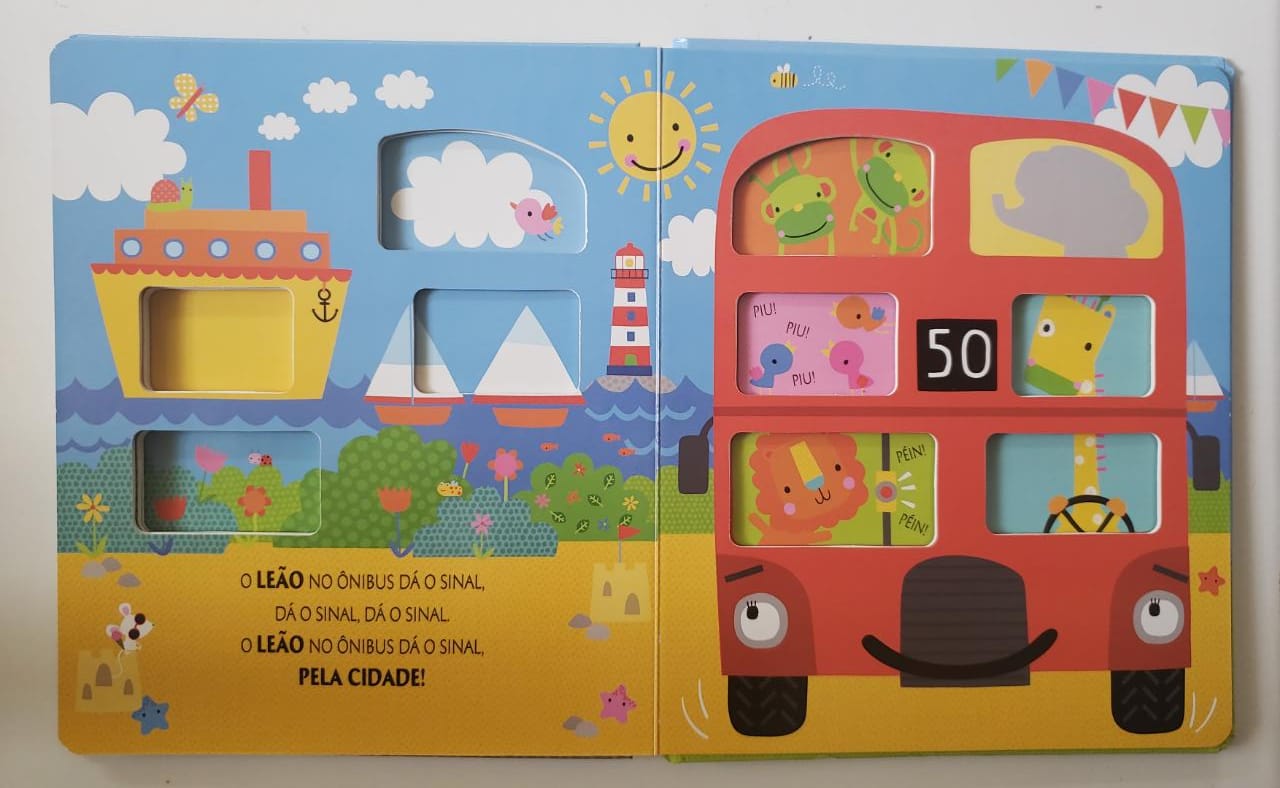 O LEÃO NO ÔNIBUS DÁ O SINAL,
DÁ O SINAL, DÁ O SINAL.
O LEÃO NO ÔNIBUS DÁ O SINAL,
PELA CIDADE!
PIU!
PIU!
PIU!
50
PÉIN!
PÉIN!